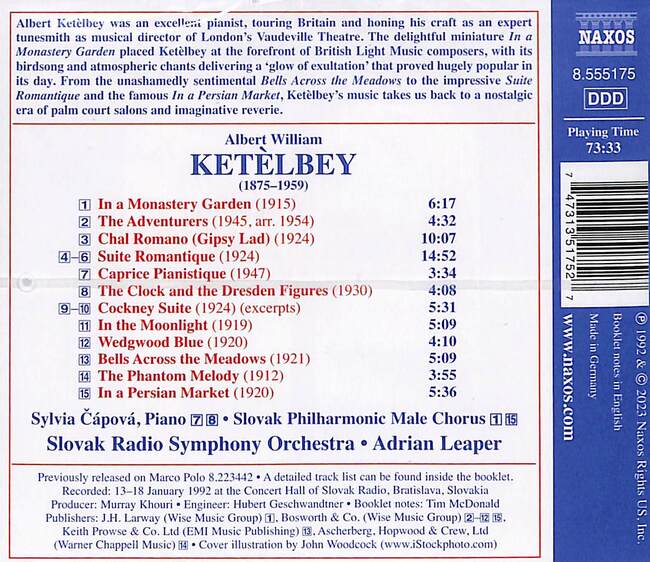 Albert Ketèlbey was an excellent pianist, touring Britain and honing his craft as an expert
tunesmith as musical director of London's Vaudeville Theatre. The delightful miniature In a
Monastery Garden placed Ketèlbey at the forefront of British Light Music composers, with its
birdsong and atmospheric chants delivering a 'glow of exultation' that proved hugely popular in
its day. From the unashamedly sentimental Bells Across the Meadows to the impressive Suite
Romantique and the famous In a Persian Market, Ketèlbey's music takes us back to a nostalgic
era of palm court salons and imaginative reverie.
Albert William
KETÈLBEY
(1875–1959)
1 In a Monastery Garden (1915) 6:17
2 The Adventurers (1945, arr. 1954) 4:32
3 Chal Romano (Gipsy Lad) (1924) 10:07
4–6 Suite Romantique (1924) 14:52
7 Caprice Pianistique (1947) 3:34
8 The Clock and the Dresden Figures (1930) 4:08
9–10 Cockney Suite (1924) (excerpts) 5:31
11 In the Moonlight (1919) 5:09
12 Wedgwood Blue (1920) 4:10
13 Bells Across the Meadows (1921) 5:09
14 The Phantom Melody (1912) 3:55
15 In a Persian Market (1920) 5:36
Sylvia Čápová, Piano 7 8 • Slovak Philharmonic Male Chorus 1 15
Slovak Radio Symphony Orchestra • Adrian Leaper
Previously released on Marco Polo 8.223442 • A detailed track list can be found inside the booklet.
Recorded: 13–18 January 1992 at the Concert Hall of Slovak Radio, Bratislava, Slovakia
Producer: Murray Khouri • Engineer: Hubert Geschwandtner • Booklet notes: Tim McDonald
Publishers: J.H. Larway (Wise Music Group) 1, Bosworth & Co. (Wise Music Group) 2–12 15,
Keith Prowse & Co. Ltd (EMI Music Publishing) 13, Ascherberg, Hopwood & Crew, Ltd
(Warner Chappell Music) 14 • Cover illustration by John Woodcock (www.iStockphoto.com)
NAXOS
8.555175
DDD
Playing Time
73:33
7 47313 51752 7
℗ 1992 & © 2023 Naxos Rights US, Inc.
Booklet notes in English
Made in Germany
www.naxos.com